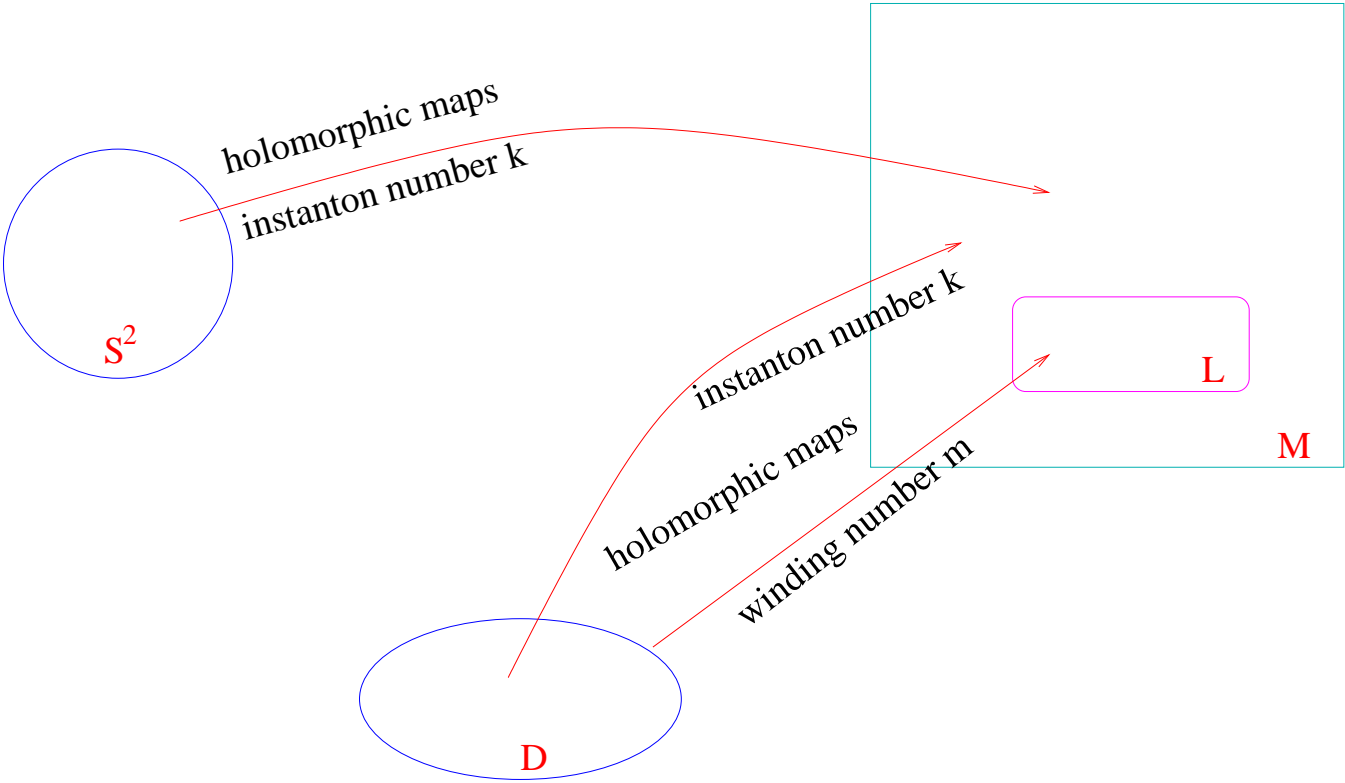 holomorphic maps
instanton number k
S²
instanton number k
L
M
holomorphic maps
winding number m
D